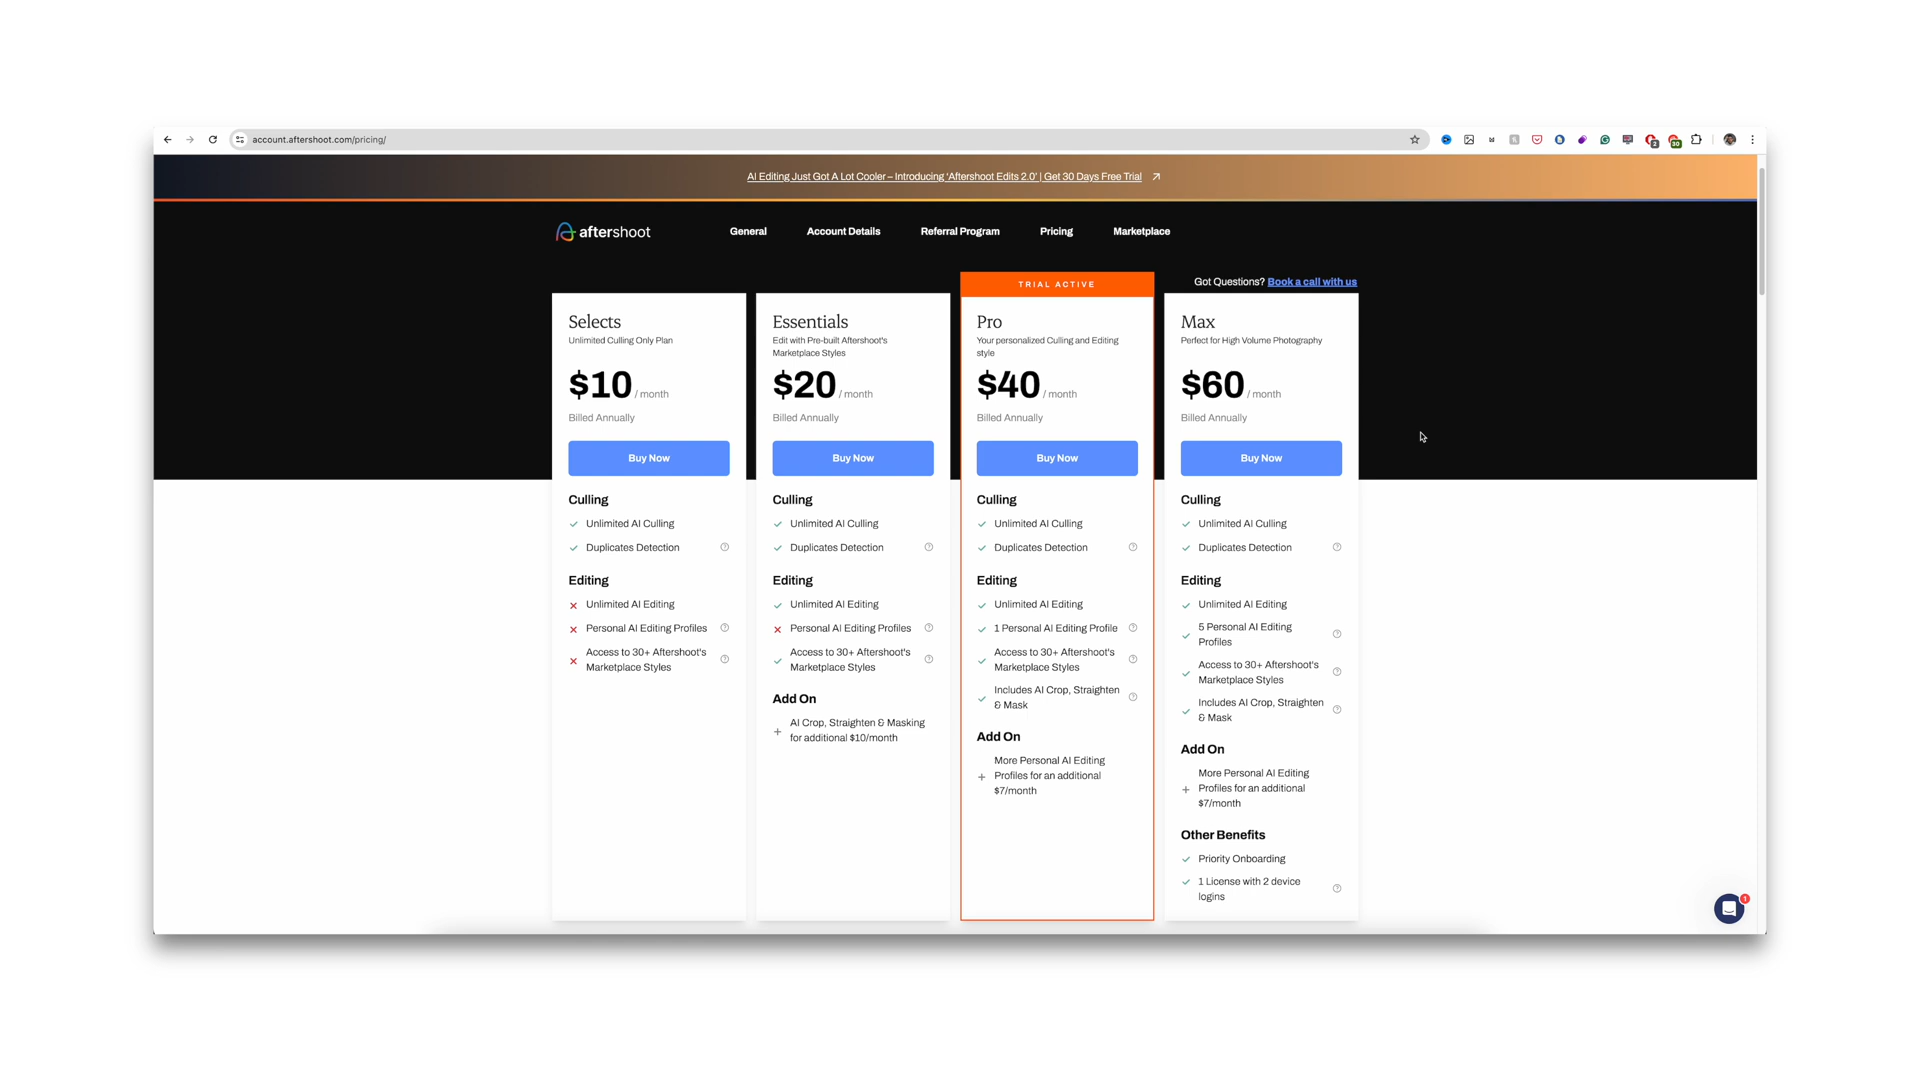 account.aftershoot.com/pricing/
2
30
AI Editing Just Got A Lot Cooler – Introducing 'Aftershoot Edits 2.0' | Get 30 Days Free Trial
aftershoot
General
Account Details
Referral Program
Pricing
Marketplace
Got Questions? Book a call with us
Selects
Unlimited Culling Only Plan
$10 / month
Billed Annually
Buy Now
Culling
Unlimited AI Culling
Duplicates Detection
Editing
Unlimited AI Editing
Personal AI Editing Profiles
Access to 30+ Aftershoot's
Marketplace Styles
Essentials
Edit with Pre-built Aftershoot's
Marketplace Styles
$20 / month
Billed Annually
Buy Now
Culling
Unlimited AI Culling
Duplicates Detection
Editing
Unlimited AI Editing
Personal AI Editing Profiles
Access to 30+ Aftershoot's
Marketplace Styles
Add On
AI Crop, Straighten & Masking
for additional $10/month
TRIAL ACTIVE
Pro
Your personalized Culling and Editing
style
$40 / month
Billed Annually
Buy Now
Culling
Unlimited AI Culling
Duplicates Detection
Editing
Unlimited AI Editing
1 Personal AI Editing Profile
Access to 30+ Aftershoot's
Marketplace Styles
Includes AI Crop, Straighten
& Mask
Add On
More Personal AI Editing
Profiles for an additional
$7/month
Max
Perfect for High Volume Photography
$60 / month
Billed Annually
Buy Now
Culling
Unlimited AI Culling
Duplicates Detection
Editing
Unlimited AI Editing
5 Personal AI Editing
Profiles
Access to 30+ Aftershoot's
Marketplace Styles
Includes AI Crop, Straighten
& Mask
Add On
More Personal AI Editing
Profiles for an additional
$7/month
Other Benefits
Priority Onboarding
1 License with 2 device
logins
1